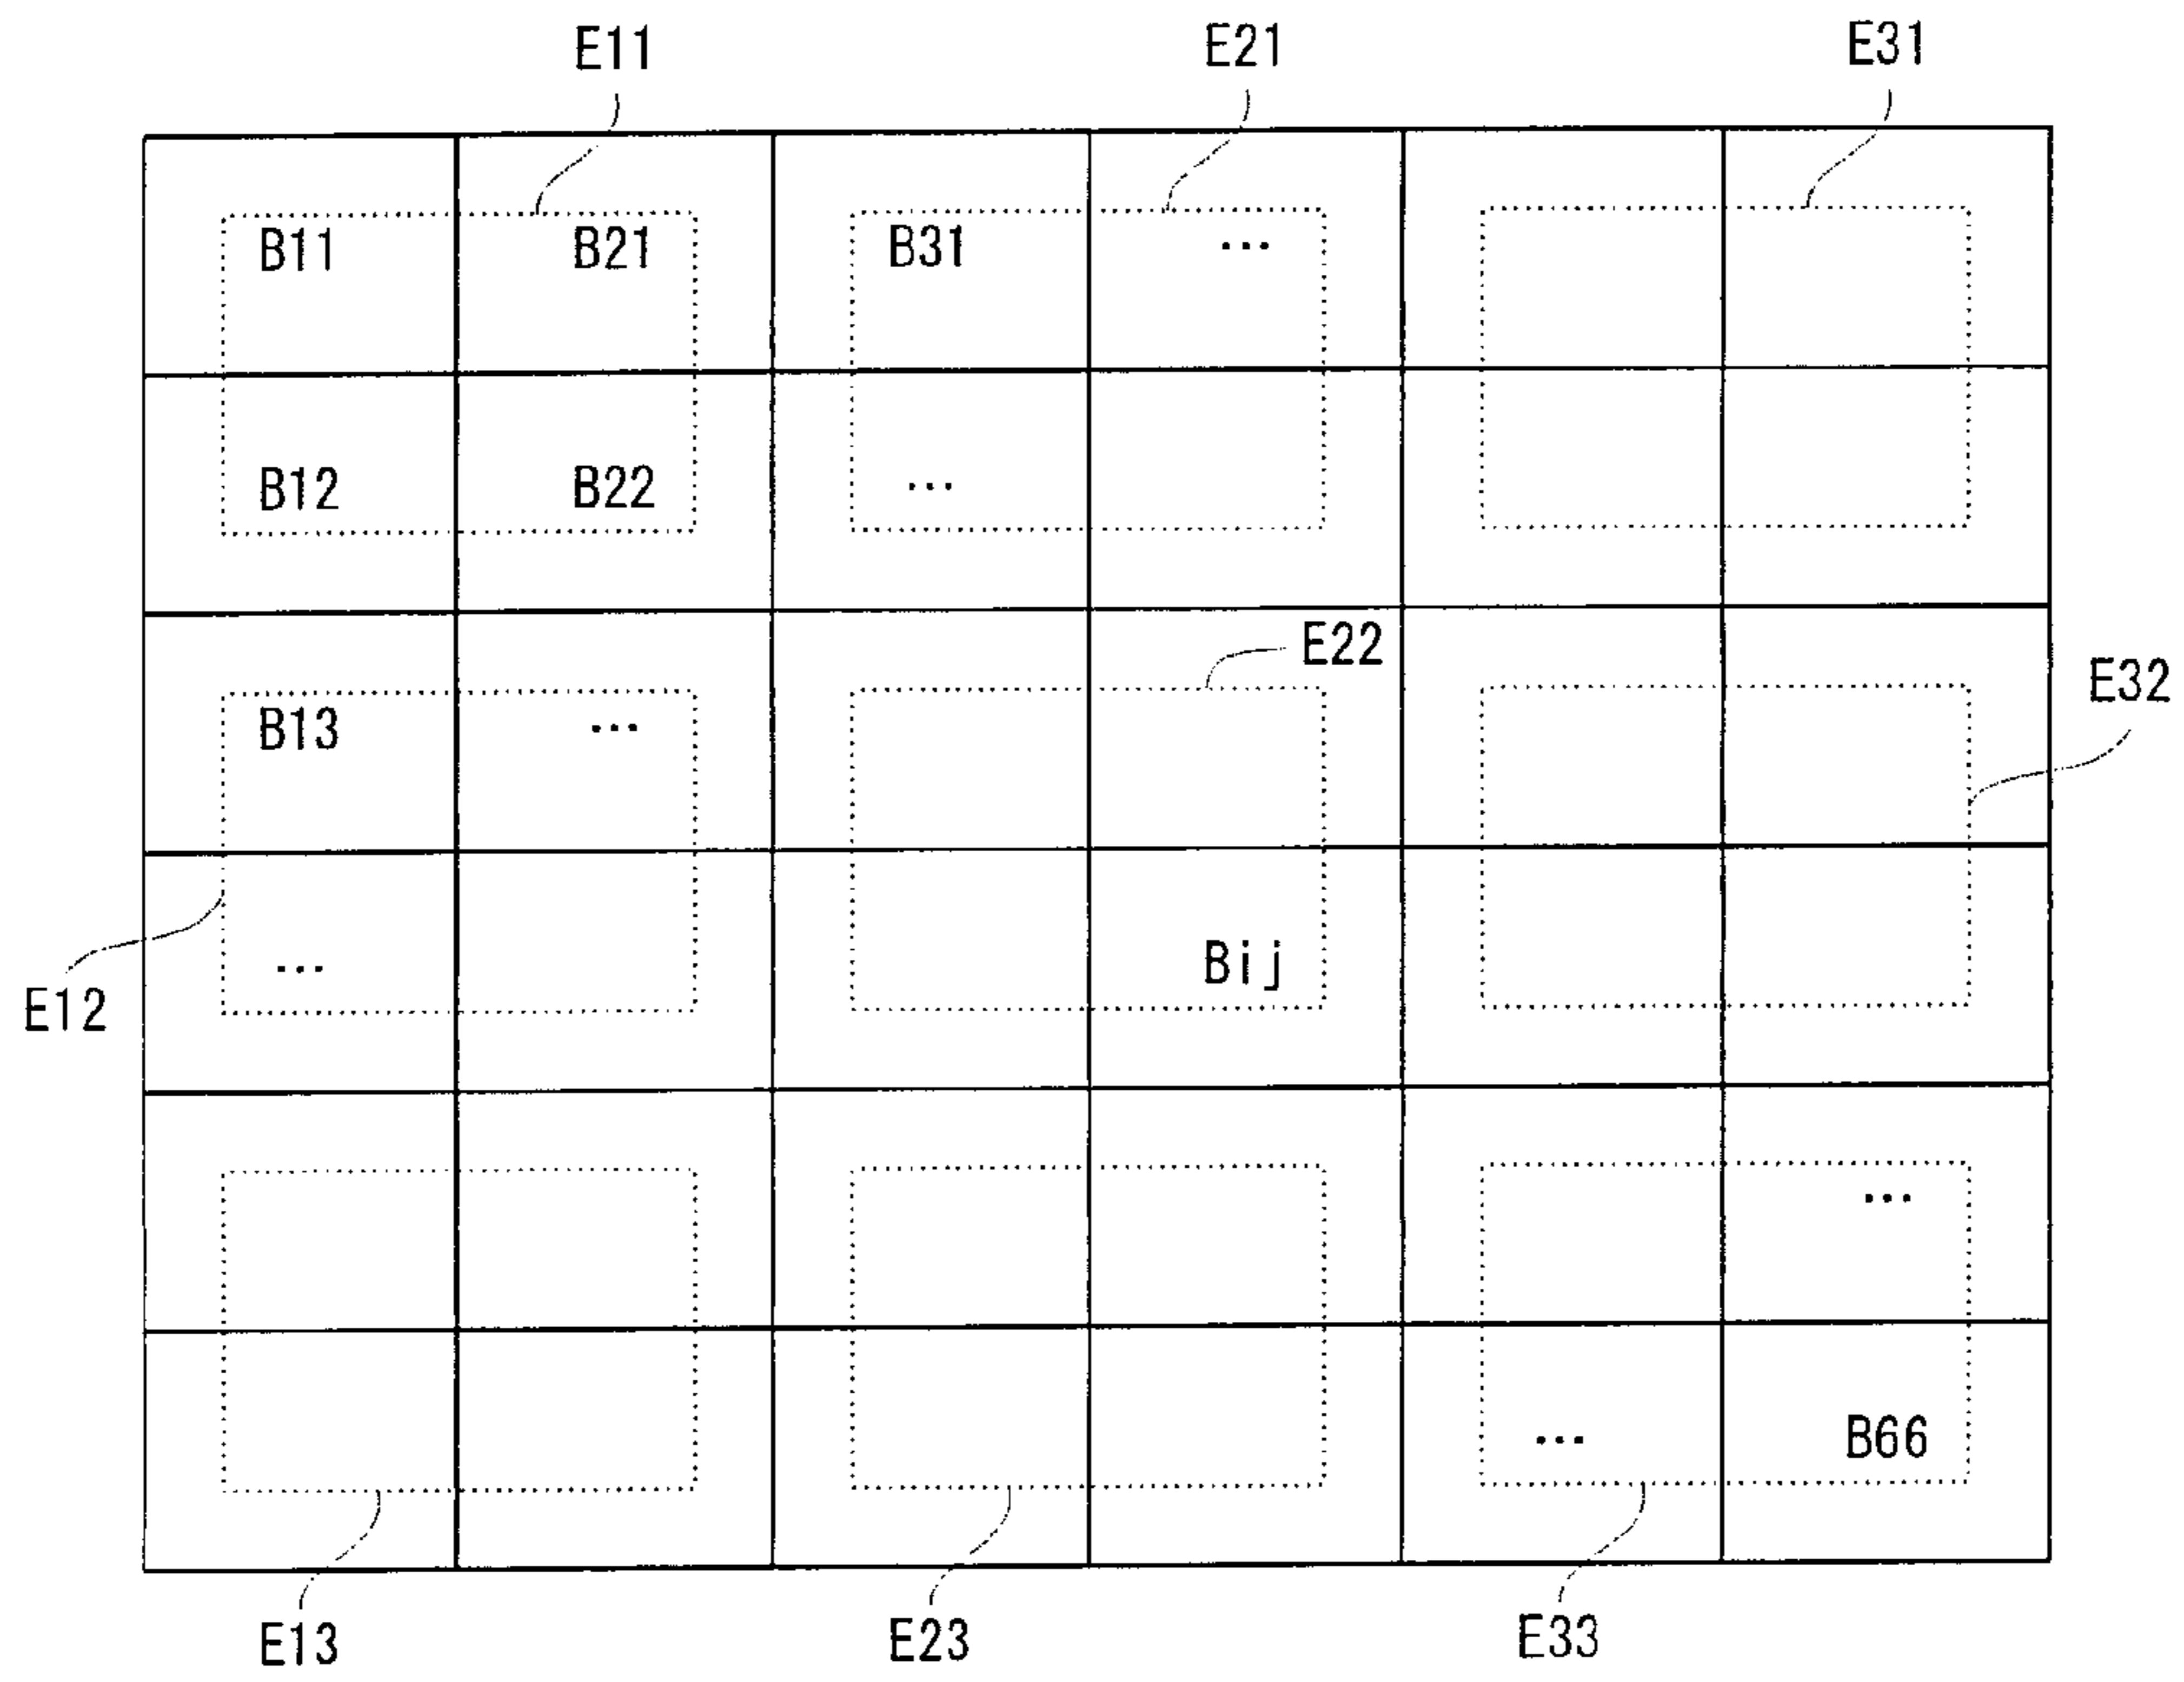 E11 E21 E31
B11 B21 B31 ...
B12 B22 ...
E22
E32
B13 ...
Bij
...
E12
...
... B66
E13 E23 E33